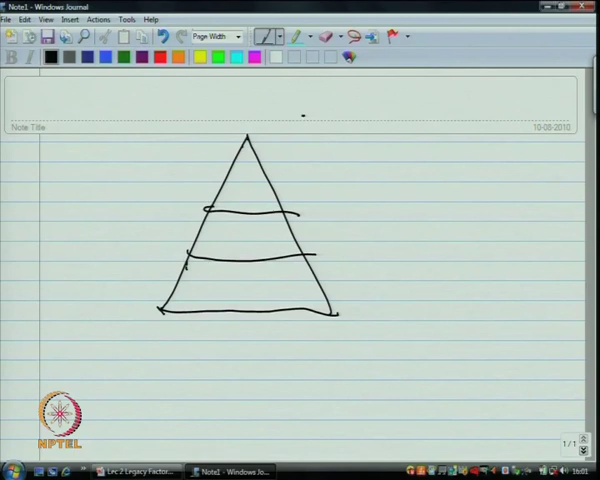 Note1 - Windows Journal
File Edit View Insert Actions Tools Help
Page Width
B I
Note Title
10-08-2010
NPTEL
1/1
Lec 2 Legacy Factor...
Note1 - Windows Jo...
16:01